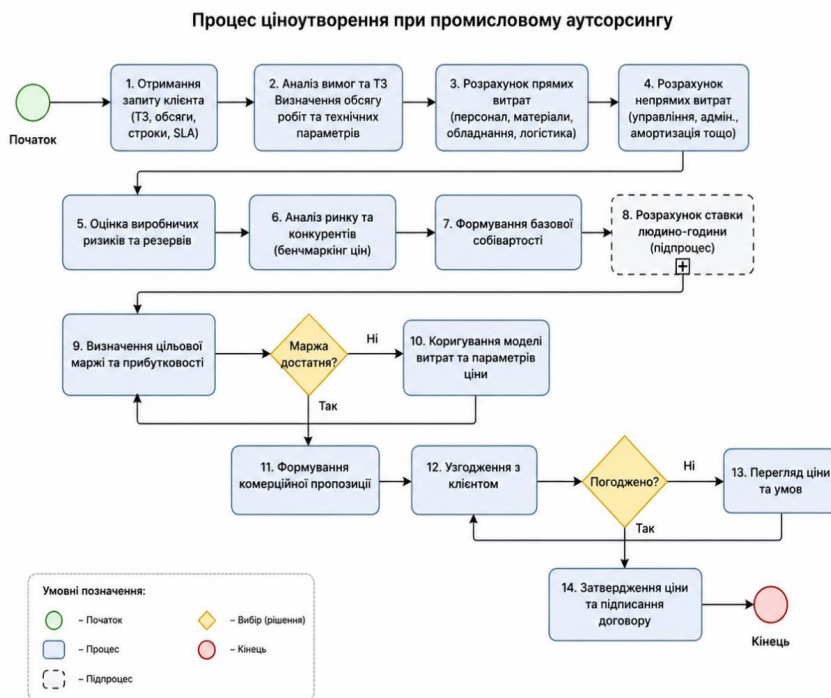 Процес ціноутворення при промисловому аутсорсингу
Початок
1. Отримання
запиту клієнта
(ТЗ, обсяги,
строки, SLA)
2. Аналіз вимог та ТЗ
Визначення обсягу
робіт та технічних
параметрів
3. Розрахунок прямих
витрат
(персонал, матеріали,
обладнання, логістика)
4. Розрахунок
непрямих витрат
(управління, адмін.,
амортизація тощо)
5. Оцінка виробничих
ризиків та резервів
6. Аналіз ринку та
конкурентів
(бенчмаркінг цін)
7. Формування базової
собівартості
8. Розрахунок ставки
людино-години
(підпроцес)
9. Визначення цільової
маржі та прибутковості
Маржа
достатня?
Ні
Так
10. Коригування моделі
витрат та параметрів
ціни
11. Формування
комерційної пропозиції
12. Узгодження з
клієнтом
Погоджено?
Ні
Так
13. Перегляд ціни
та умов
14. Затвердження ціни
та підписання
договору
Кінець
Умовні позначення:
– Початок
– Вибір (рішення)
– Процес
– Кінець
– Підпроцес